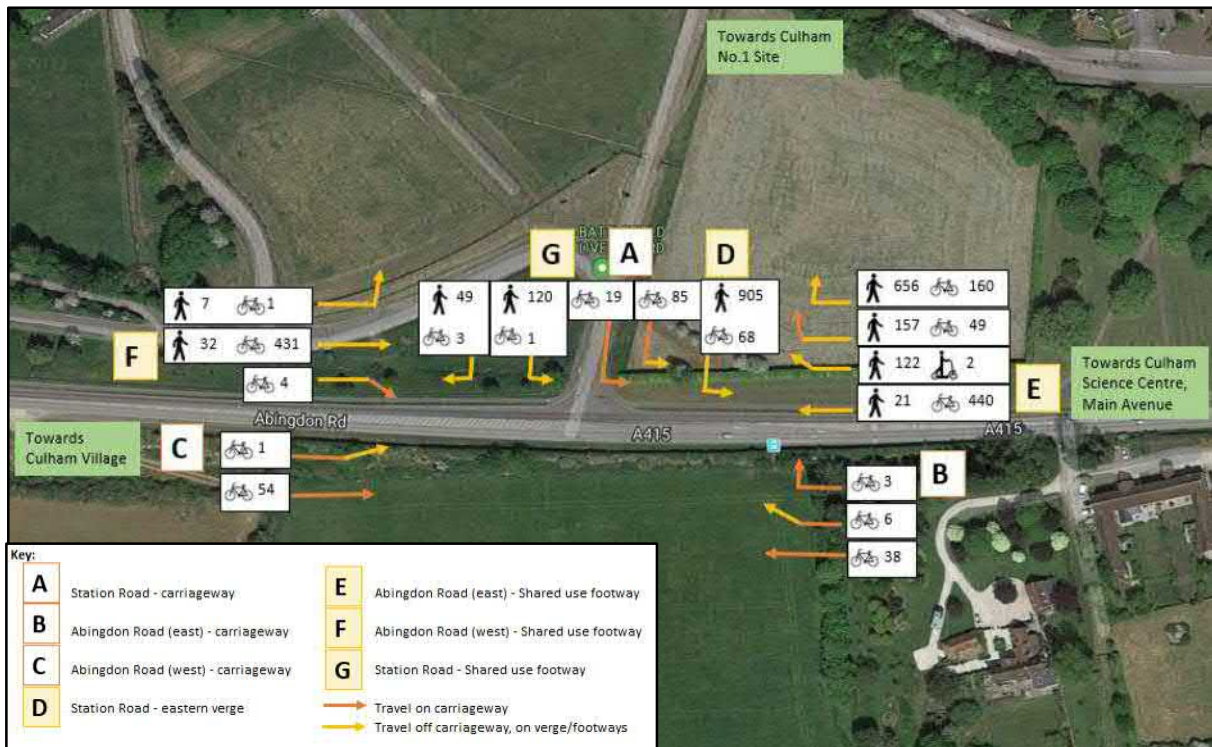 Towards Culham
No.1 Site
G
A
D
7 1
49
120
19
85
905
656 160
32 431
3
1
68
157 49
F
4
122 2
Towards Culham
Science Centre,
Main Avenue
21 440
E
Abingdon Rd
A415
A415
Towards
Culham Village
C
1
54
3
B
6
38
Key:
A Station Road - carriageway
B Abingdon Road (east) - carriageway
C Abingdon Road (west) - carriageway
D Station Road - eastern verge
E Abingdon Road (east) - Shared use footway
F Abingdon Road (west) - Shared use footway
G Station Road - Shared use footway
Travel on carriageway
Travel off carriageway, on verge/footways